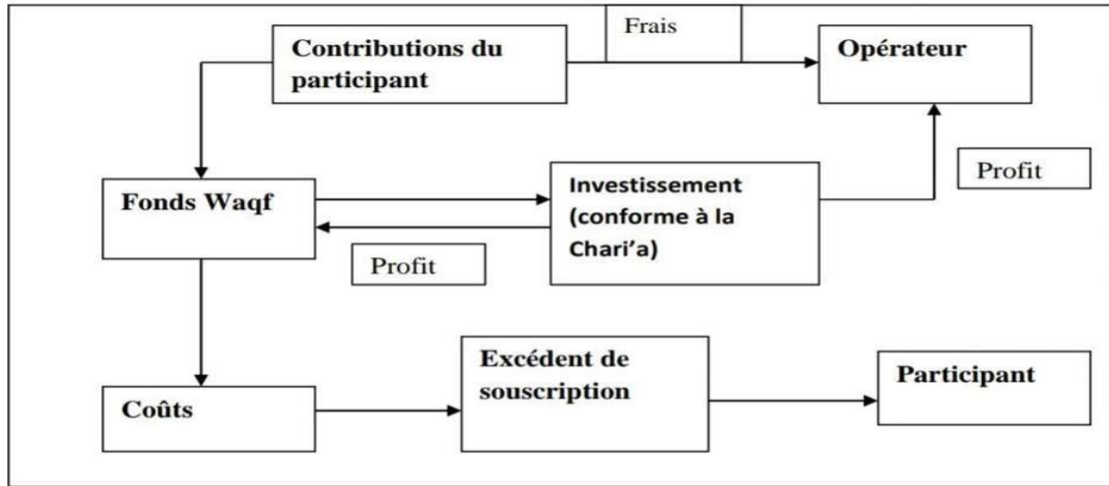 Frais
Contributions du
participant
Opérateur
Profit
Fonds Waqf
Investissement
(conforme à la
Chari’a)
Profit
Excédent de
souscription
Participant
Coûts